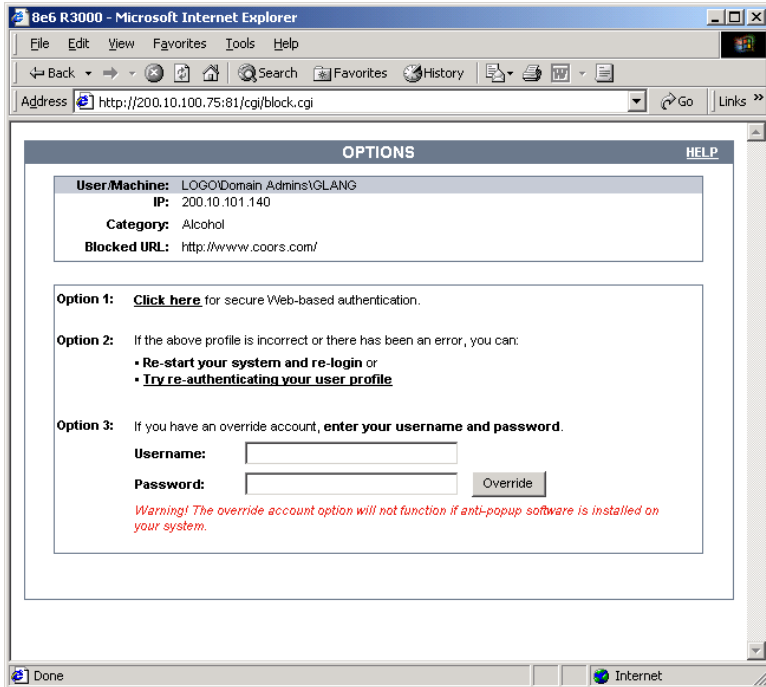 8e6 R3000 - Microsoft Internet Explorer
File Edit View Favorites Tools Help
Back Search Favorites History
Address http://200.10.100.75:81/cgi/block.cgi Go Links »
OPTIONS HELP
User/Machine: LOGO\Domain Admins\GLANG
IP: 200.10.101.140
Category: Alcohol
Blocked URL: http://www.coors.com/
Option 1: Click here for secure Web-based authentication.
Option 2: If the above profile is incorrect or there has been an error, you can:
▪ Re-start your system and re-login or
▪ Try re-authenticating your user profile
Option 3: If you have an override account, enter your username and password.
Username:
Password: Override
Warning! The override account option will not function if anti-popup software is installed on
your system.
Done Internet